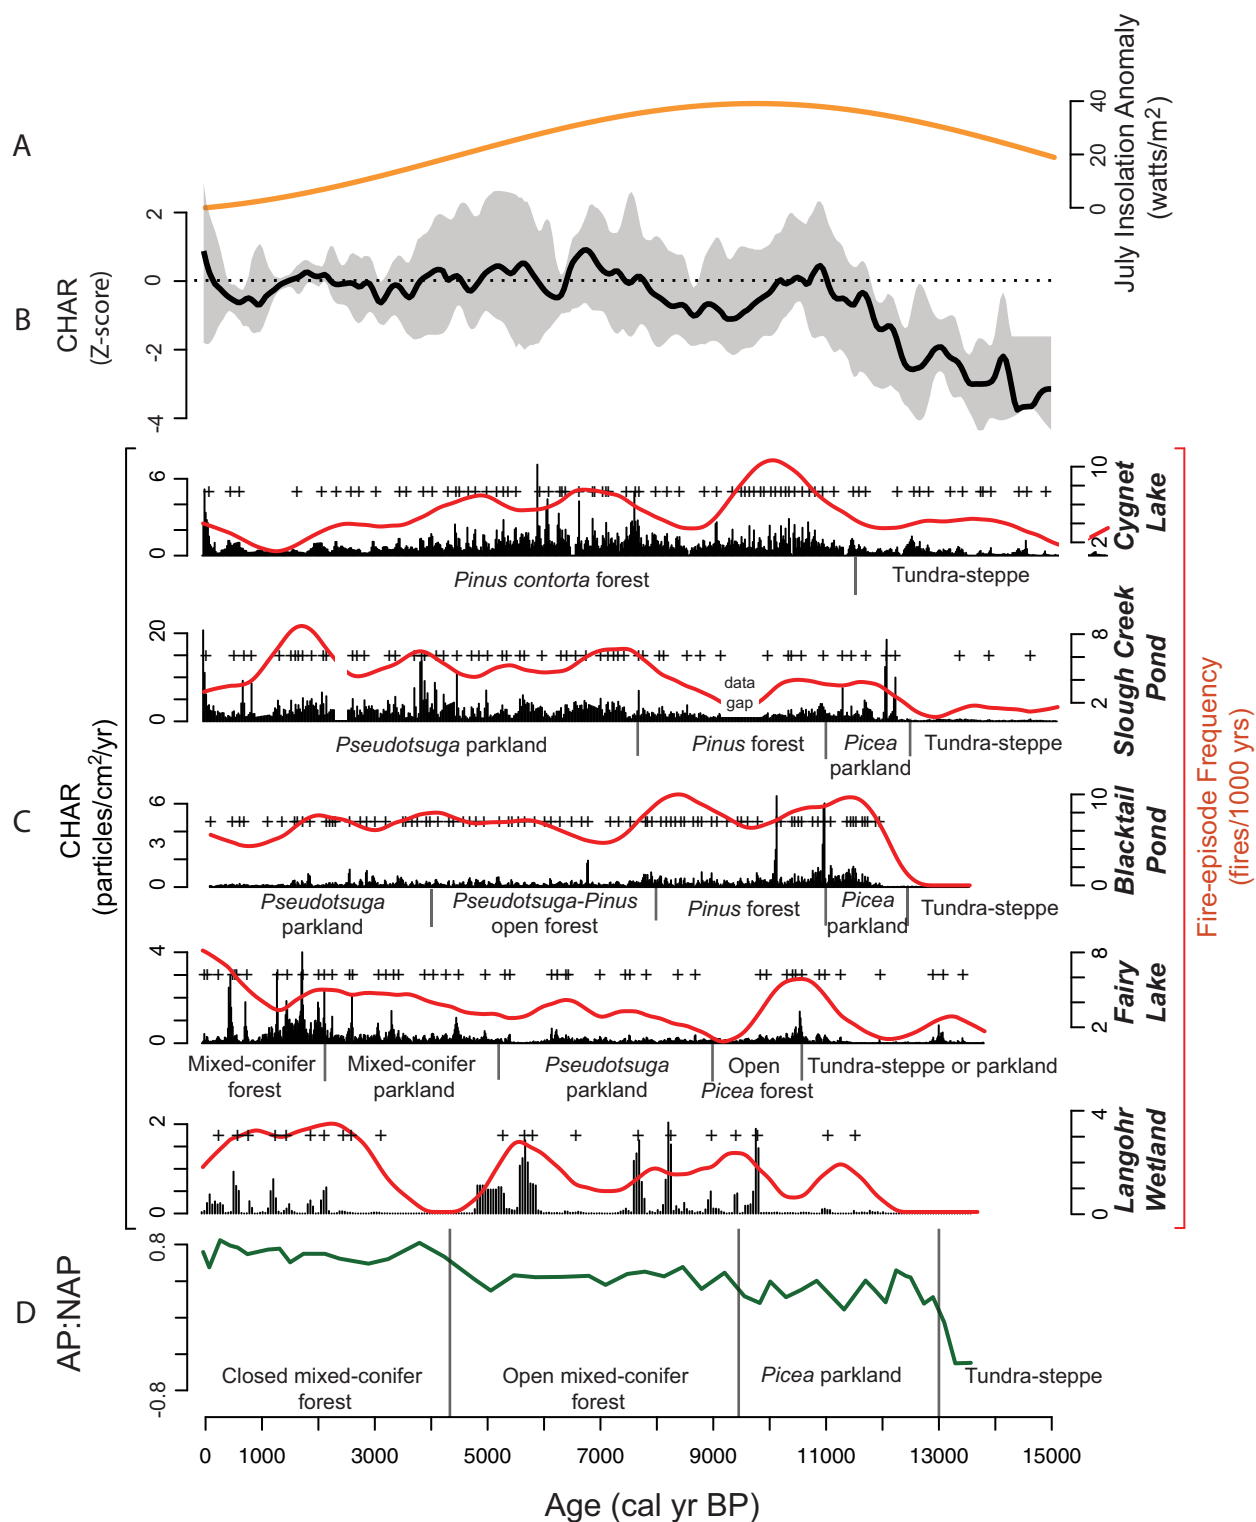 A
40
20
0
July Insolation Anomaly
(watts/m2)
B
CHAR
(Z-score)
2
0
-2
-4
C
CHAR
(particles/cm2/yr)
Fire-episode Frequency
(fires/1000 yrs)
6
0
10
6
2
Cygnet
Lake
Pinus contorta forest
Tundra-steppe
20
0
8
2
Slough Creek
Pond
data
gap
Pseudotsuga parkland
Pinus forest
Picea
parkland
Tundra-steppe
6
3
0
10
6
0
Blacktail
Pond
Pseudotsuga
parkland
Pseudotsuga-Pinus
open forest
Pinus forest
Picea
parkland
Tundra-steppe
4
0
8
2
Fairy
Lake
Mixed-conifer
forest
Mixed-conifer
parkland
Pseudotsuga
parkland
Open
Picea forest
Tundra-steppe or parkland
2
0
4
2
0
Langohr
Wetland
D
AP:NAP
0.8
-0.8
Closed mixed-conifer
forest
Open mixed-conifer
forest
Picea parkland
Tundra-steppe
0 1000 3000 5000 7000 9000 11000 13000 15000
Age (cal yr BP)